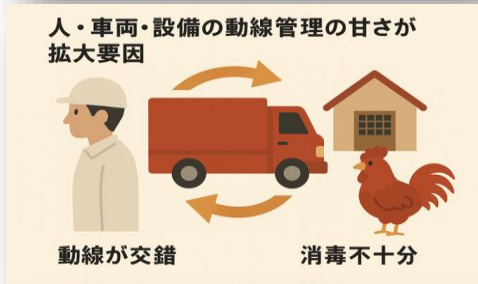 人・車両・設備の動線管理の甘さが
拡大要因
動線が交錯
消毒不十分